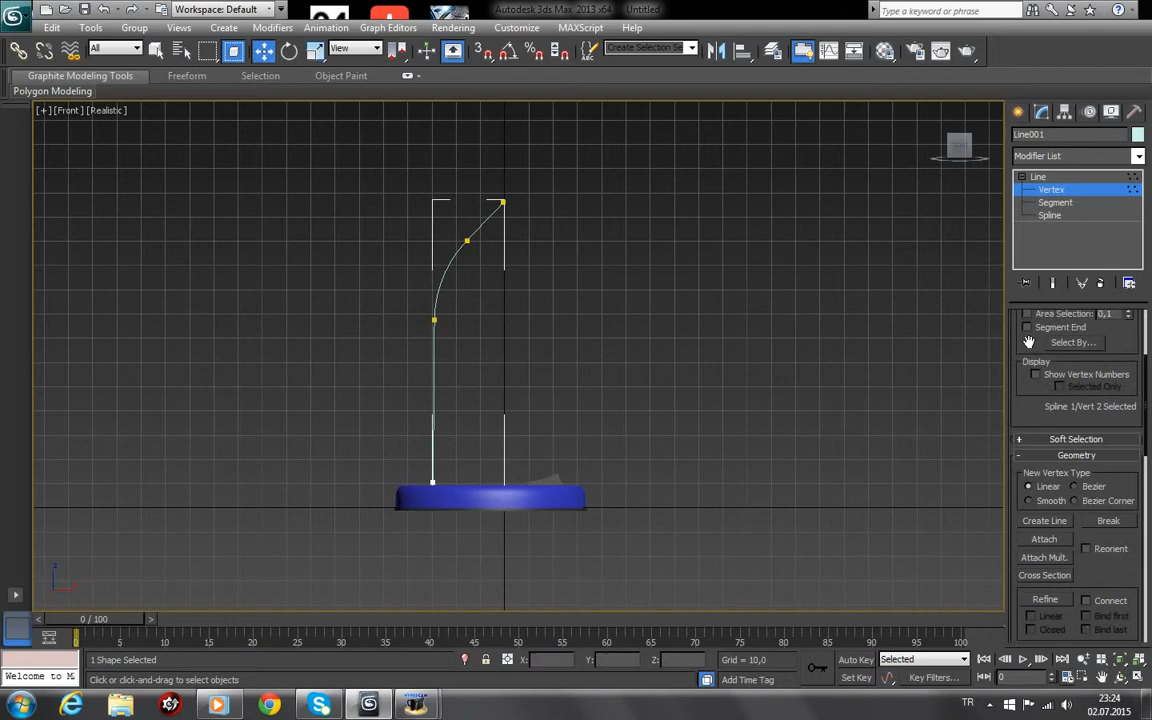 Workspace: Default
Autodesk 3ds Max 2013 x64 Untitled
Type a keyword or phrase
Edit Tools Group Views Create Modifiers Animation Graph Editors Rendering Customize MAXScript Help
All View 3 Create Selection Se
Graphite Modeling Tools Freeform Selection Object Paint
Polygon Modeling
[+] [Front] [Realistic]
FRONT
Line001
Modifier List
Line
Vertex
Segment
Spline
Area Selection: 0,1
Segment End
Select By...
Display
Show Vertex Numbers
Selected Only
Spline 1/Vert 2 Selected
+ Soft Selection
- Geometry
New Vertex Type
Linear Bezier
Smooth Bezier Corner
Create Line Break
Attach Reorient
Attach Mult.
Cross Section
Refine Connect
Linear Bind first
Closed Bind last
z
< 0 / 100 >
0 5 10 15 20 25 30 35 40 45 50 55 60 65 70 75 80 85 90 95 100
1 Shape Selected X: Y: Z: Grid = 10,0 Auto Key Selected
Welcome to M Click or click-and-drag to select objects Add Time Tag Set Key Key Filters... 0
TR 23:24
02.07.2015